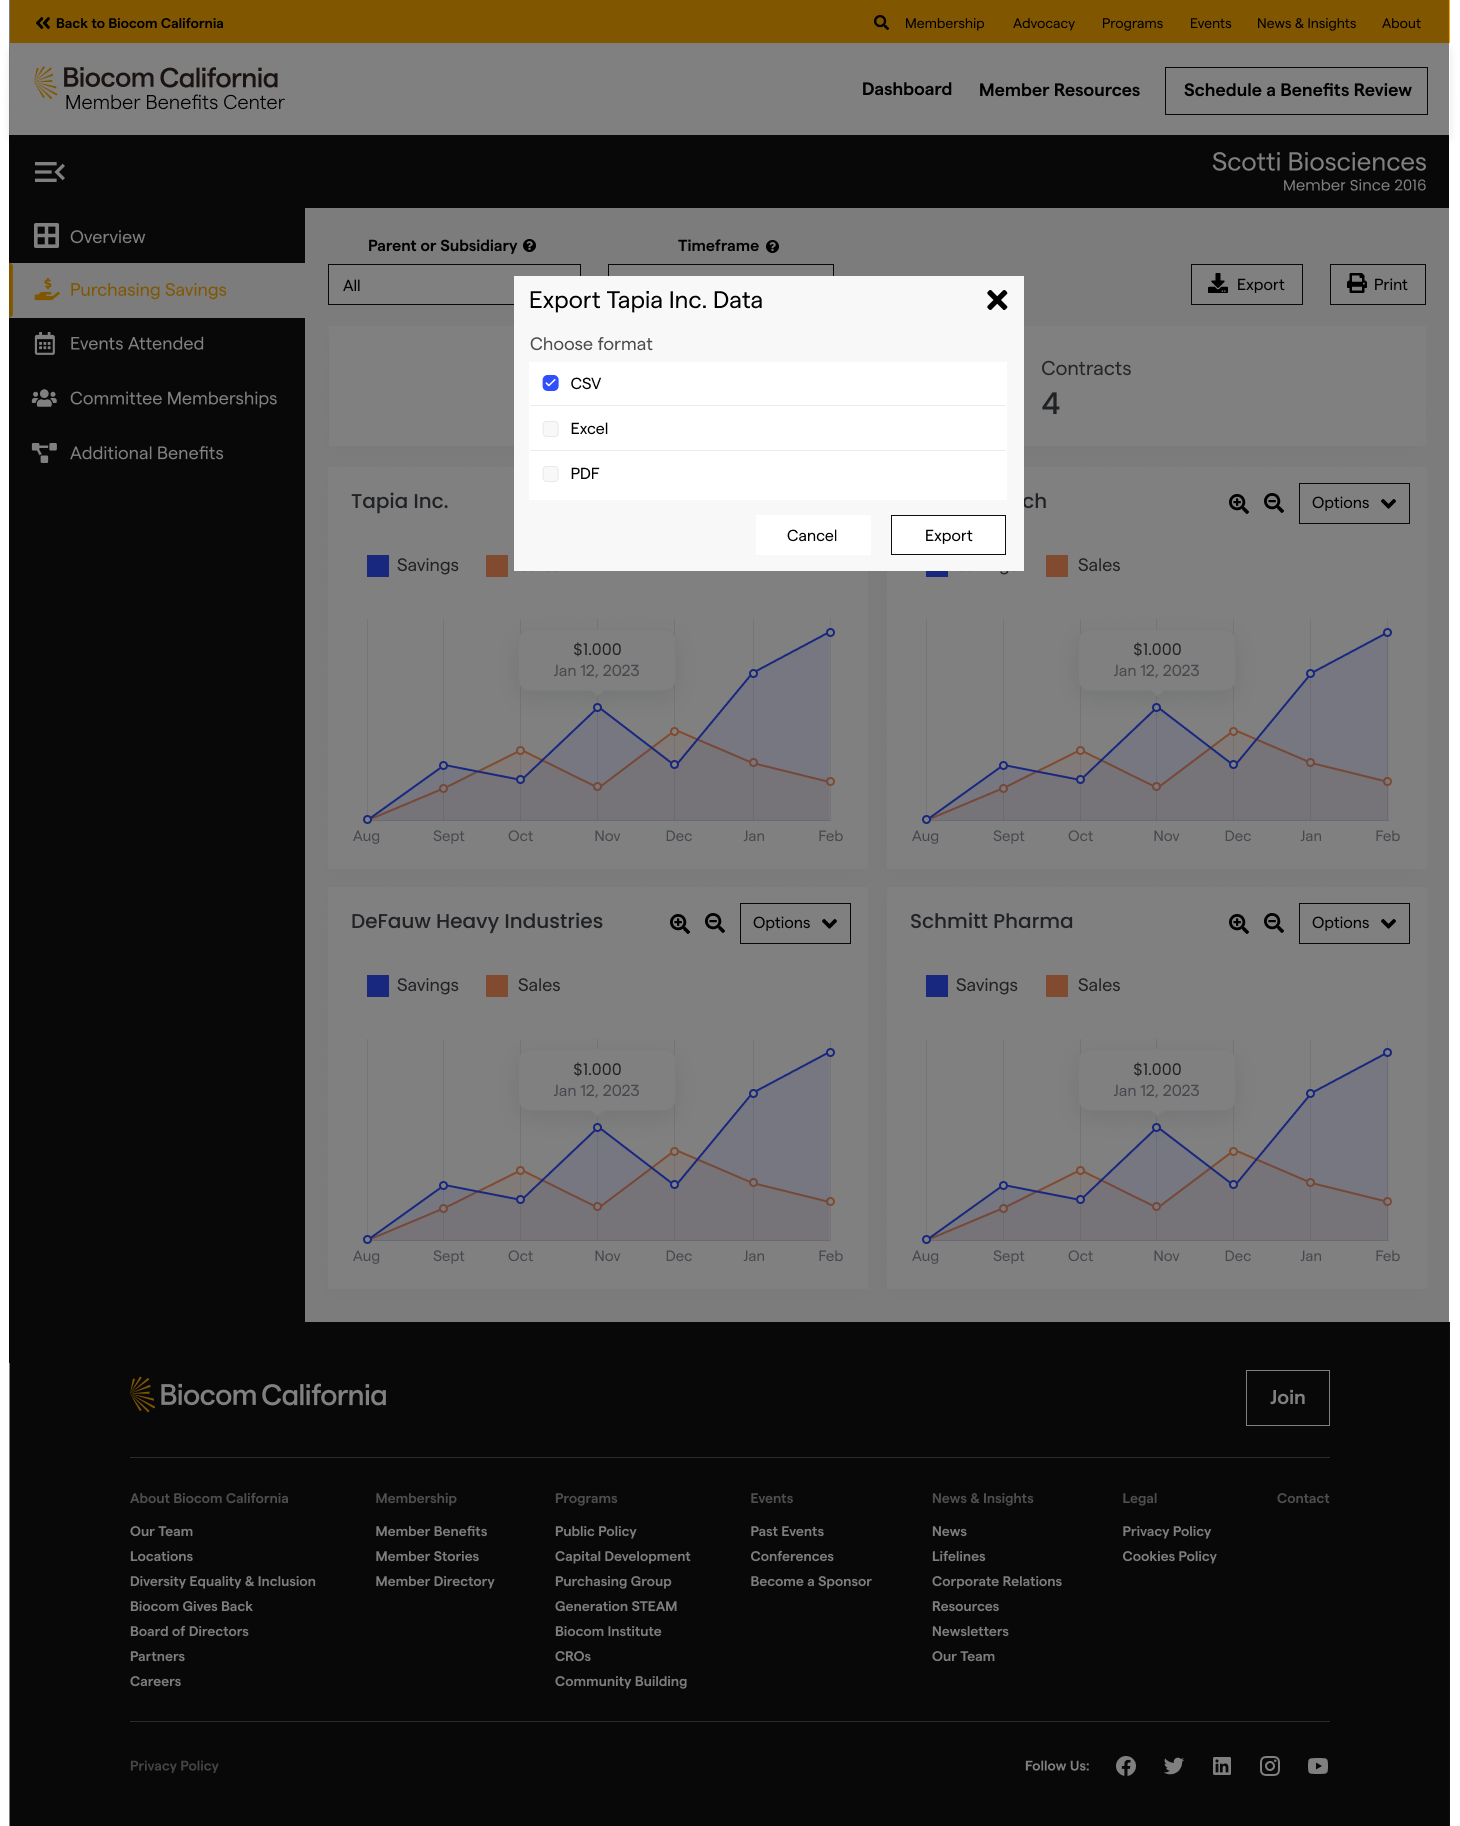 Back to Biocom California
Membership Advocacy Programs Events News & Insights About
Biocom California
Member Benefits Center
Dashboard Member Resources Schedule a Benefits Review
Scotti Biosciences
Member Since 2016
Overview
Purchasing Savings
Events Attended
Committee Memberships
Additional Benefits
Parent or Subsidiary Timeframe
All
Export Print
Export Tapia Inc. Data
Choose format
CSV
Excel
PDF
Cancel Export
Contracts
4
Tapia Inc.
Savings
ch
Options
Sales
$1.000
Jan 12, 2023
Aug Sept Oct Nov Dec Jan Feb
$1.000
Jan 12, 2023
Aug Sept Oct Nov Dec Jan Feb
DeFauw Heavy Industries
Options
Savings Sales
$1.000
Jan 12, 2023
Aug Sept Oct Nov Dec Jan Feb
Schmitt Pharma
Options
Savings Sales
$1.000
Jan 12, 2023
Aug Sept Oct Nov Dec Jan Feb
Biocom California
Join
About Biocom California
Our Team
Locations
Diversity Equality & Inclusion
Biocom Gives Back
Board of Directors
Partners
Careers
Membership
Member Benefits
Member Stories
Member Directory
Programs
Public Policy
Capital Development
Purchasing Group
Generation STEAM
Biocom Institute
CROs
Community Building
Events
Past Events
Conferences
Become a Sponsor
News & Insights
News
Lifelines
Corporate Relations
Resources
Newsletters
Our Team
Legal
Privacy Policy
Cookies Policy
Contact
Privacy Policy
Follow Us: